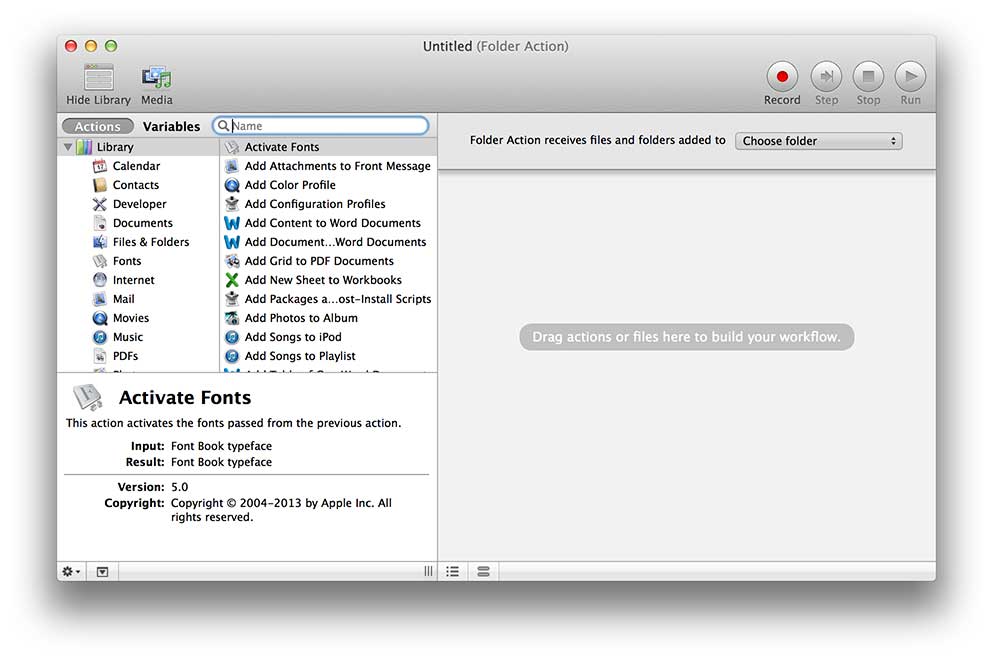 Untitled (Folder Action)
Hide Library
Media
Record
Step
Stop
Run
Actions
Variables
Name
Library
Calendar
Contacts
Developer
Documents
Files & Folders
Fonts
Internet
Mail
Movies
Music
PDFs
Activate Fonts
Add Attachments to Front Message
Add Color Profile
Add Configuration Profiles
Add Content to Word Documents
Add Document...Word Documents
Add Grid to PDF Documents
Add New Sheet to Workbooks
Add Packages a...ost-Install Scripts
Add Photos to Album
Add Songs to iPod
Add Songs to Playlist
Folder Action receives files and folders added to
Choose folder
Drag actions or files here to build your workflow.
Activate Fonts
This action activates the fonts passed from the previous action.
Input: Font Book typeface
Result: Font Book typeface
Version: 5.0
Copyright: Copyright © 2004-2013 by Apple Inc. All
rights reserved.